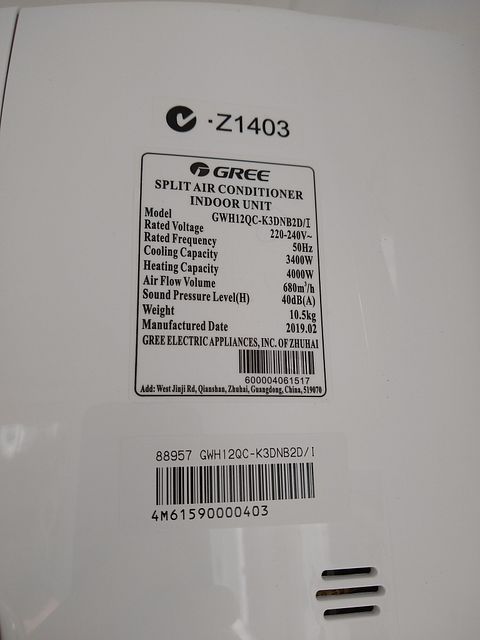 ·Z1403
GREE
SPLIT AIR CONDITIONER
INDOOR UNIT
Model GWH12QC-K3DNB2D/I
Rated Voltage 220-240V~
Rated Frequency 50Hz
Cooling Capacity 3400W
Heating Capacity 4000W
Air Flow Volume 680m³/h
Sound Pressure Level(H) 40dB(A)
Weight 10.5kg
Manufactured Date 2019.02
GREE ELECTRIC APPLIANCES, INC. OF ZHUHAI
600004061517
Add: West Jinji Rd, Qianshan, Zhuhai, Guangdong, China, 519070
88957 GWH12QC-K3DNB2D/I
4M61590000403